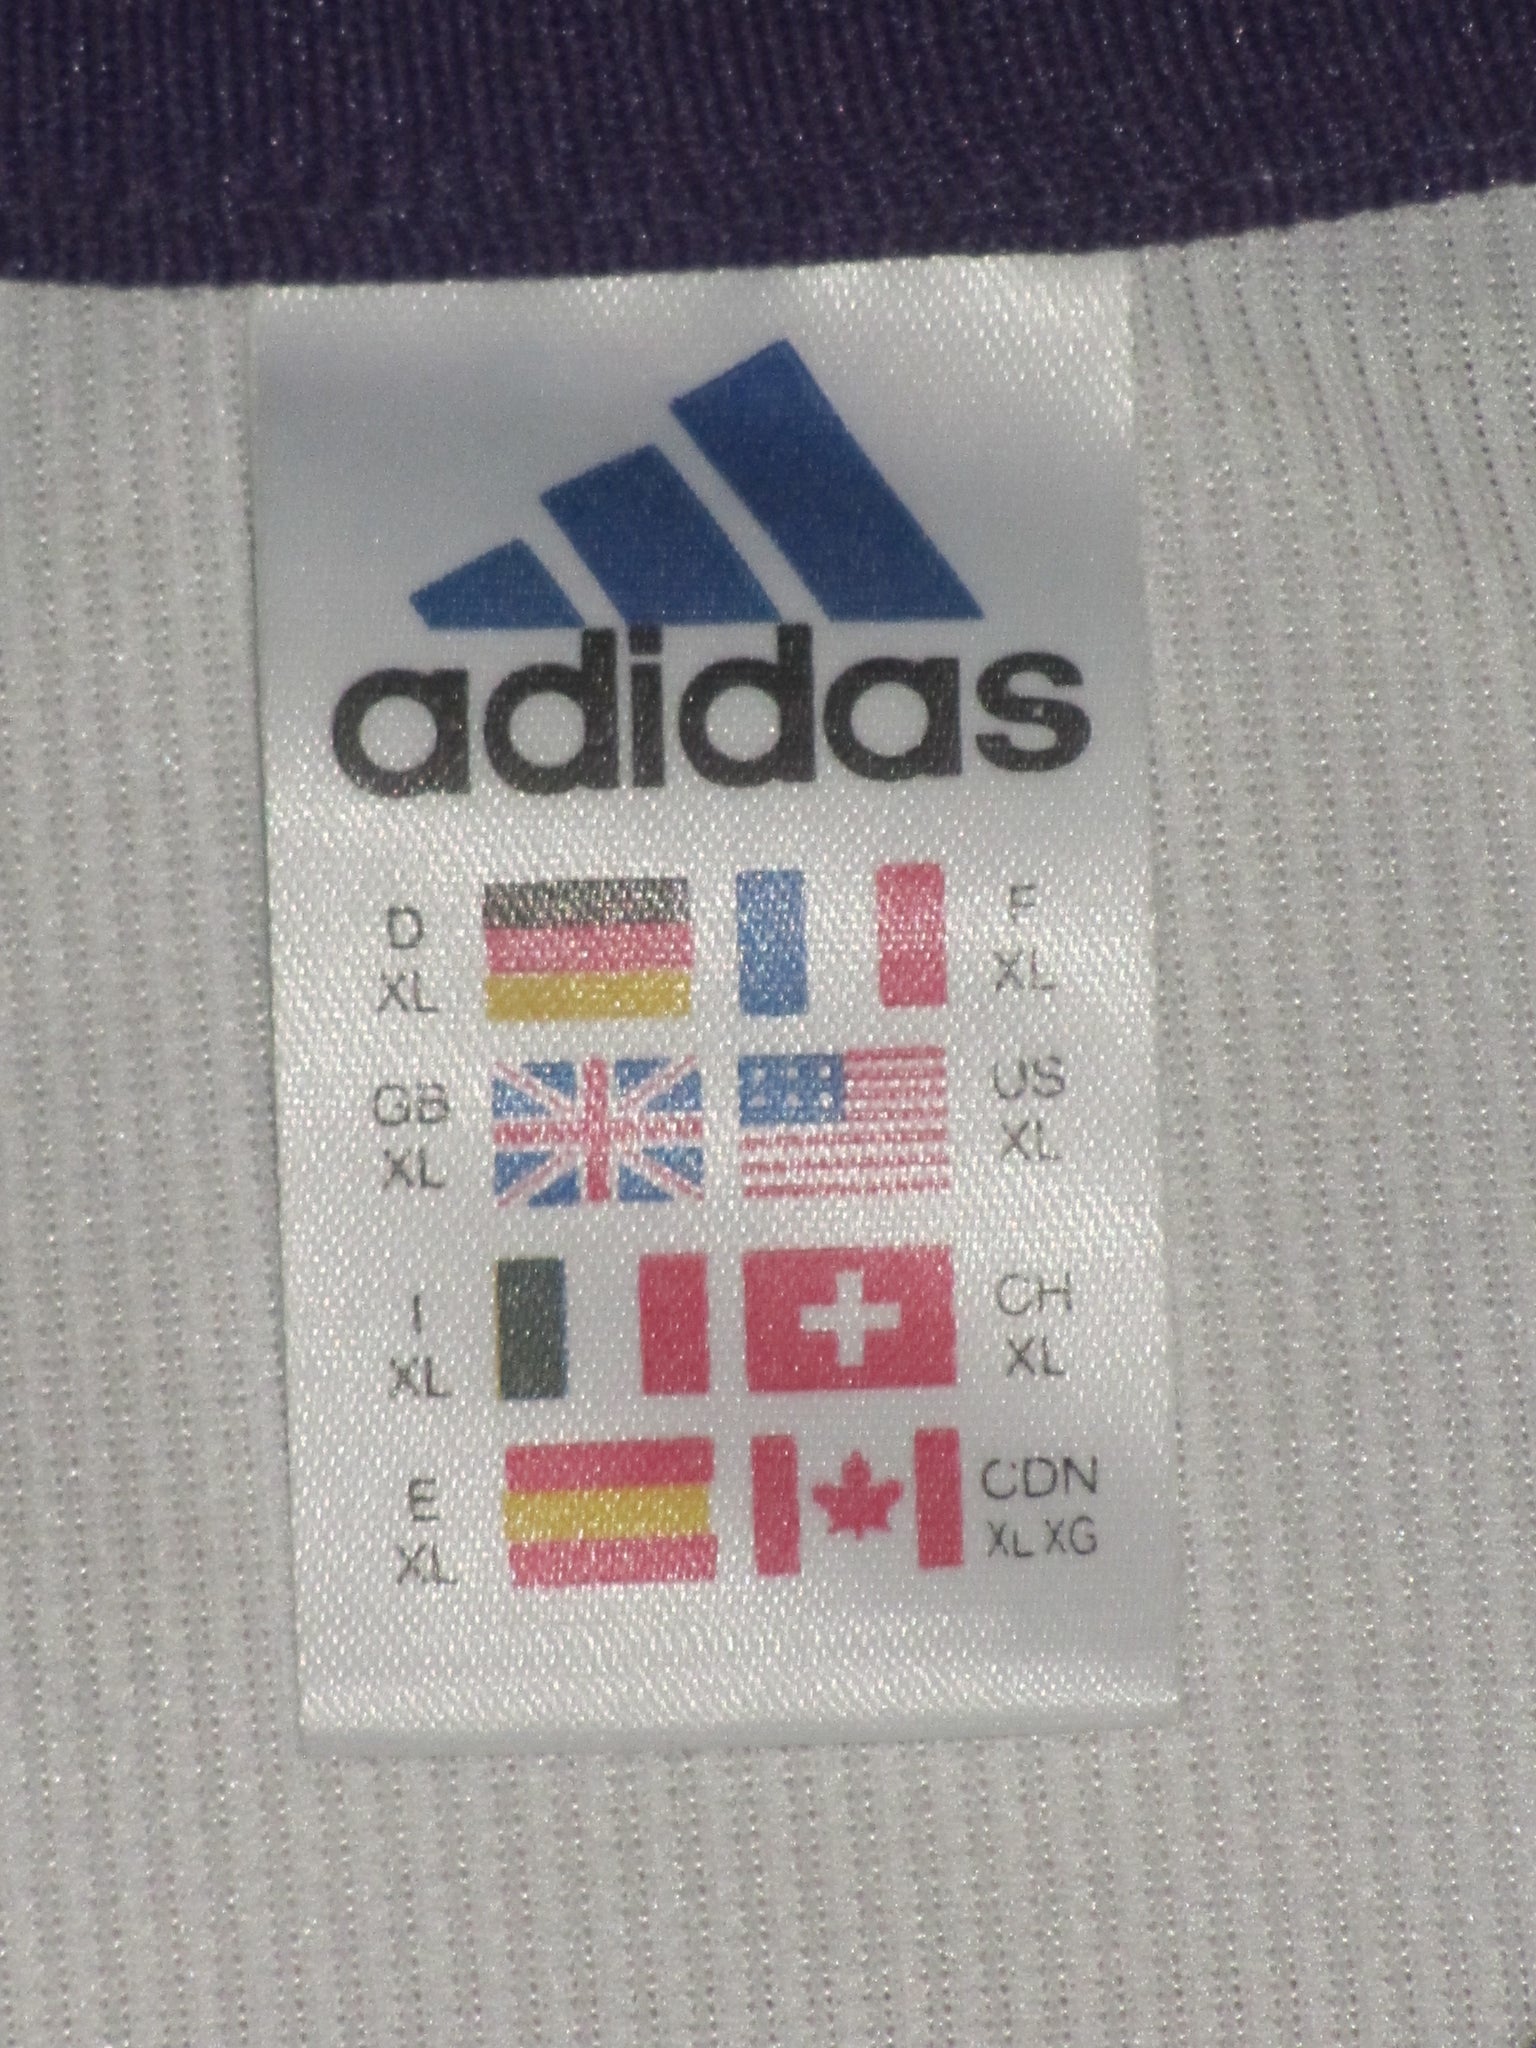 adidas
D F
XL XL
GB US
XL XL
I CH
XL XL
E CDN
XL XL XG